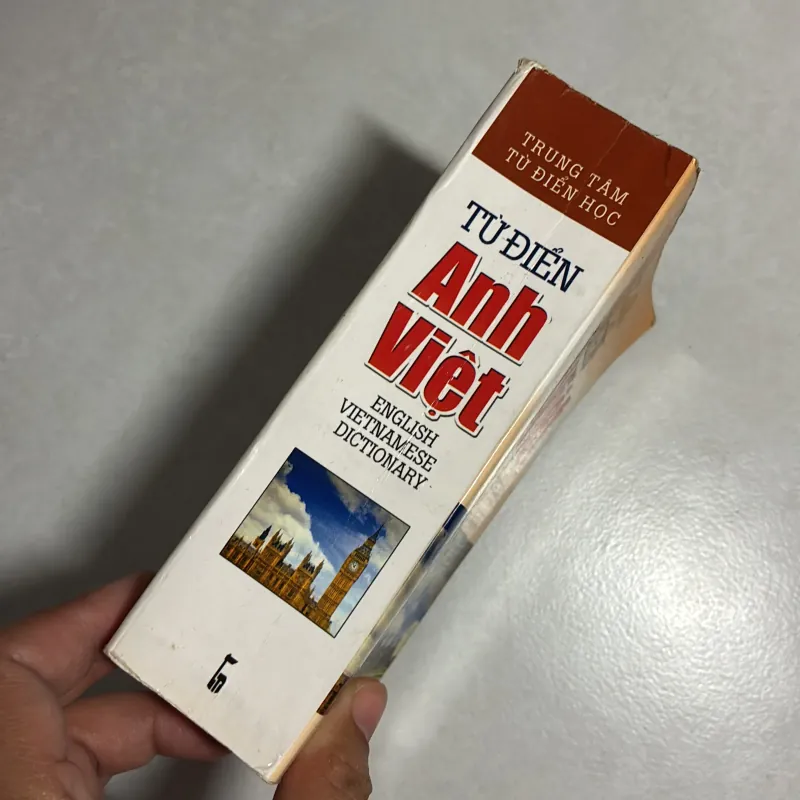 TRUNG TÂM
TỪ ĐIỂN HỌC
TỪ ĐIỂN
Anh
Việt
ENGLISH
VIETNAMESE
DICTIONARY